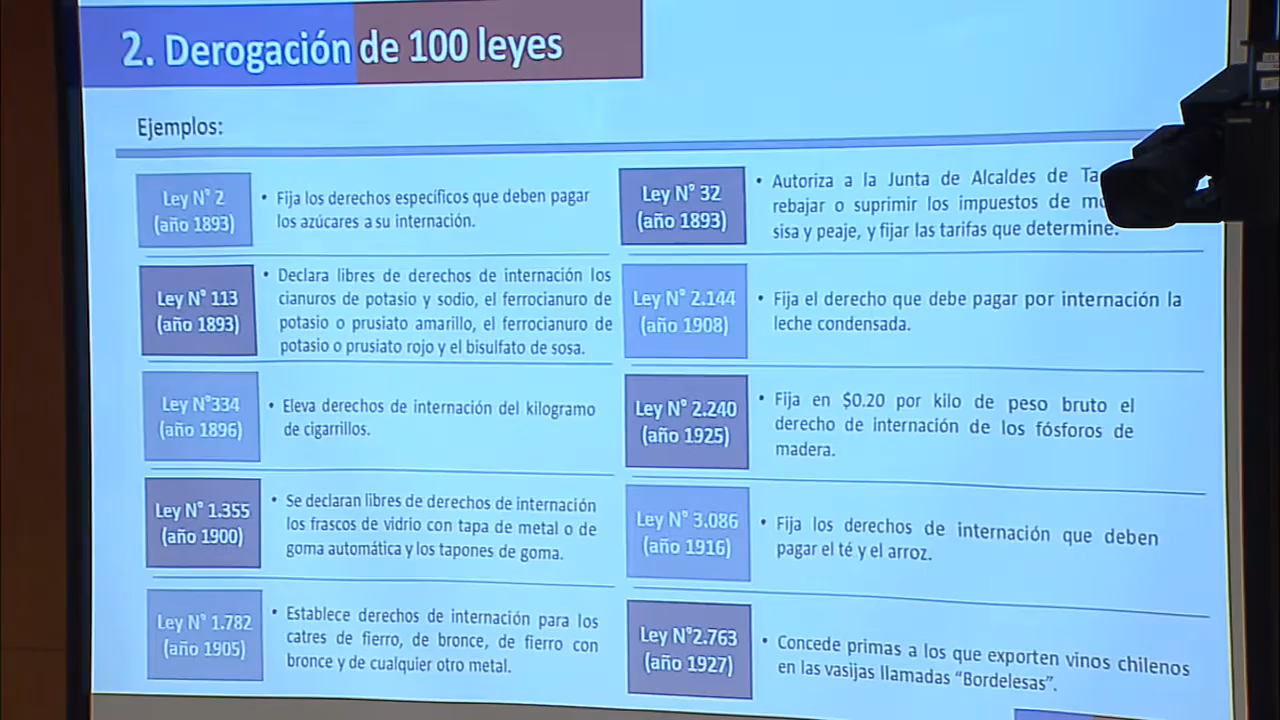 2. Derogación de 100 leyes
Ejemplos:
Ley N° 2
(año 1893)
• Fija los derechos específicos que deben pagar
los azúcares a su internación.
Ley N° 113
(año 1893)
• Declara libres de derechos de internación los
cianuros de potasio y sodio, el ferrocianuro de
potasio o prusiato amarillo, el ferrocianuro de
potasio o prusiato rojo y el bisulfato de sosa.
Ley N°334
(año 1896)
• Eleva derechos de internación del kilogramo
de cigarrillos.
Ley N° 1.355
(año 1900)
• Se declaran libres de derechos de internación
los frascos de vidrio con tapa de metal o de
goma automática y los tapones de goma.
Ley N° 1.782
(año 1905)
• Establece derechos de internación para los
catres de fierro, de bronce, de fierro con
bronce y de cualquier otro metal.
Ley N° 32
(año 1893)
• Autoriza a la Junta de Alcaldes de
rebajar o suprimir los impuestos de
sisa y peaje, y fijar las tarifas que determine.
Ley N° 2.144
(año 1908)
• Fija el derecho que debe pagar por internación la
leche condensada.
Ley N° 2.240
(año 1925)
• Fija en $0.20 por kilo de peso bruto el
derecho de internación de los fósforos de
madera.
Ley N° 3.086
(año 1916)
• Fija los derechos de internación que deben
pagar el té y el arroz.
Ley N°2.763
(año 1927)
• Concede primas a los que exporten vinos chilenos
en las vasijas llamadas “Bordelesas”.